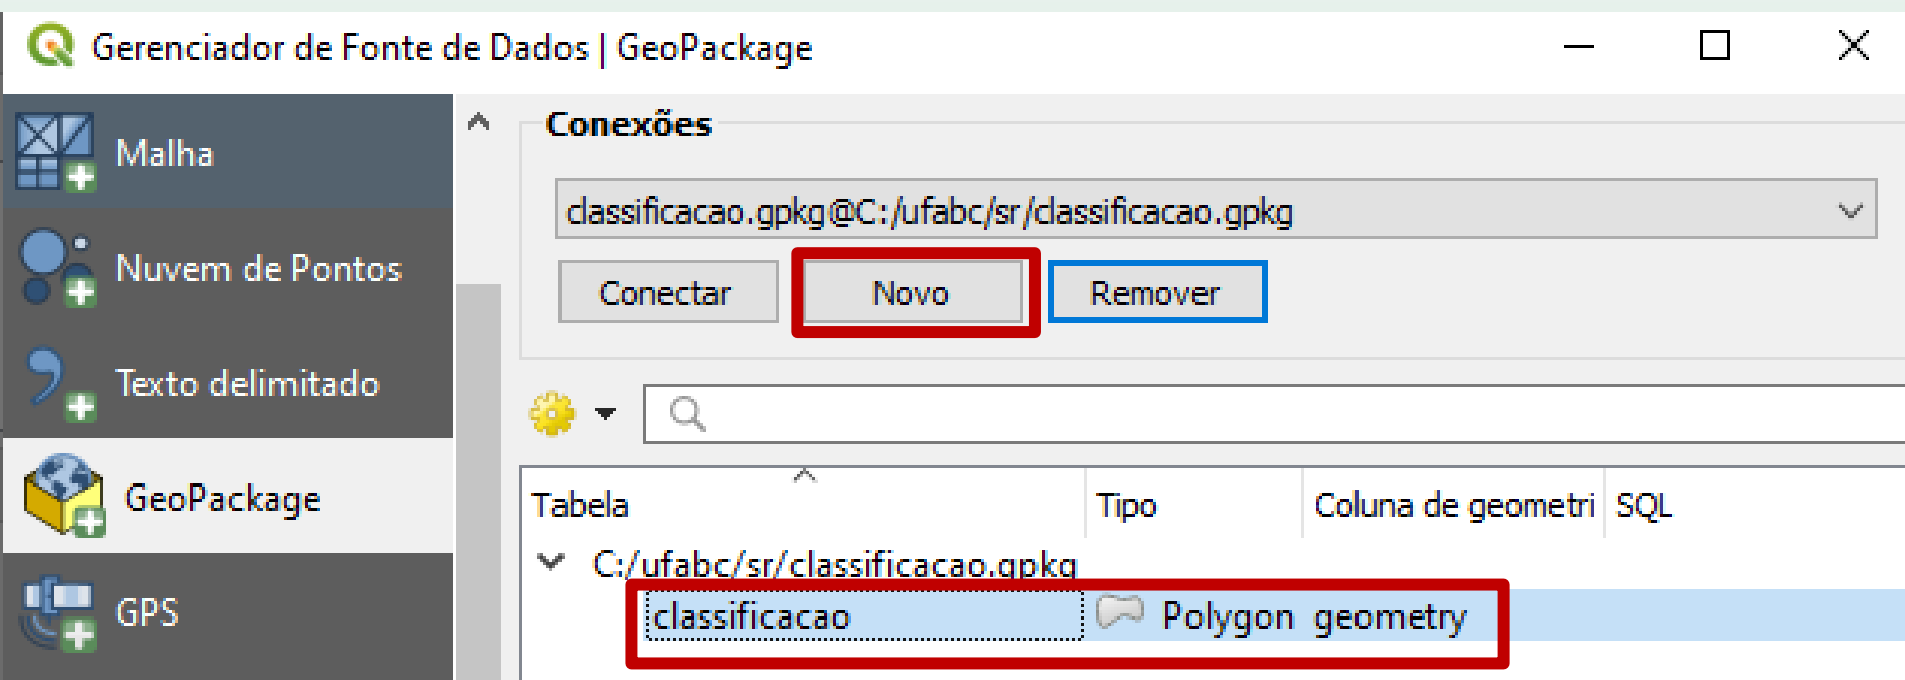 Gerenciador de Fonte de Dados | GeoPackage
Malha
Nuvem de Pontos
Texto delimitado
GeoPackage
GPS
Conexões
classificacao.gpkg@C:/ufabc/sr/classificacao.gpkg
Conectar Novo Remover
Tabela Tipo Coluna de geometri SQL
C:/ufabc/sr/classificacao.gpkg
classificacao Polygon geometry